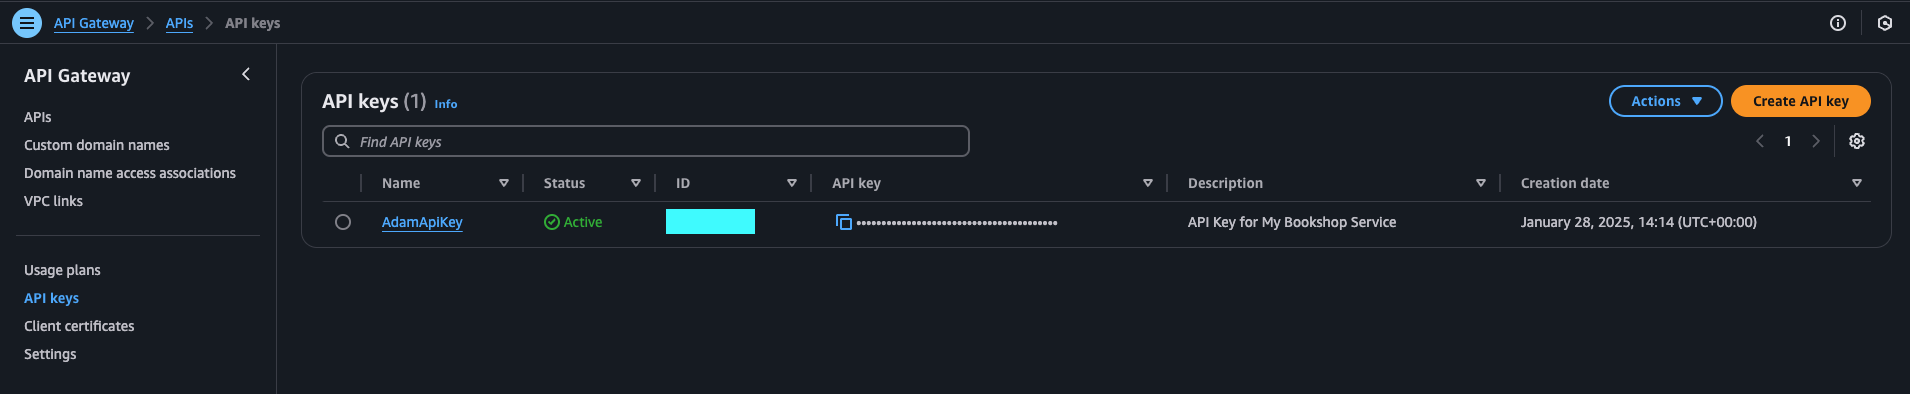 API Gateway > APIs > API keys
API Gateway
APIs
Custom domain names
Domain name access associations
VPC links
Usage plans
API keys
Client certificates
Settings
API keys (1) Info
Actions
Create API key
Find API keys
1
Name Status ID API key Description Creation date
AdamApiKey Active •••••••••••••••••••••••••••••••••••••••• API Key for My Bookshop Service January 28, 2025, 14:14 (UTC+00:00)